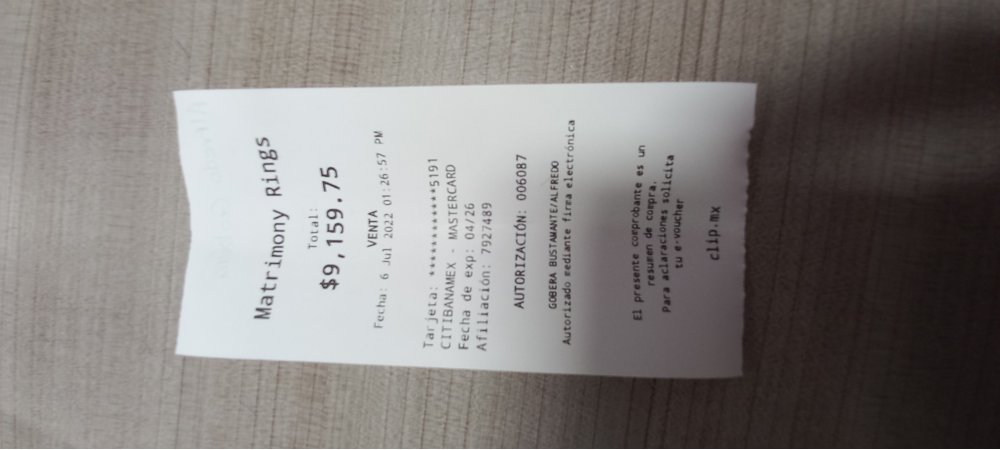 Matrimony Rings
Total:
$9,159.75
VENTA
Fecha: 6 Jul 2022 01:26:57 PM
Tarjeta: ************5191
CITIBANAMEX - MASTERCARD
Fecha de exp: 04/26
Afiliación: 7927489
AUTORIZACIÓN: 006087
GOBERA BUSTAMANTE/ALFREDO
Autorizado mediante firma electrónica
El presente comprobante es un
resumen de compra.
Para aclaraciones solicita
tu e-voucher
clip.mx